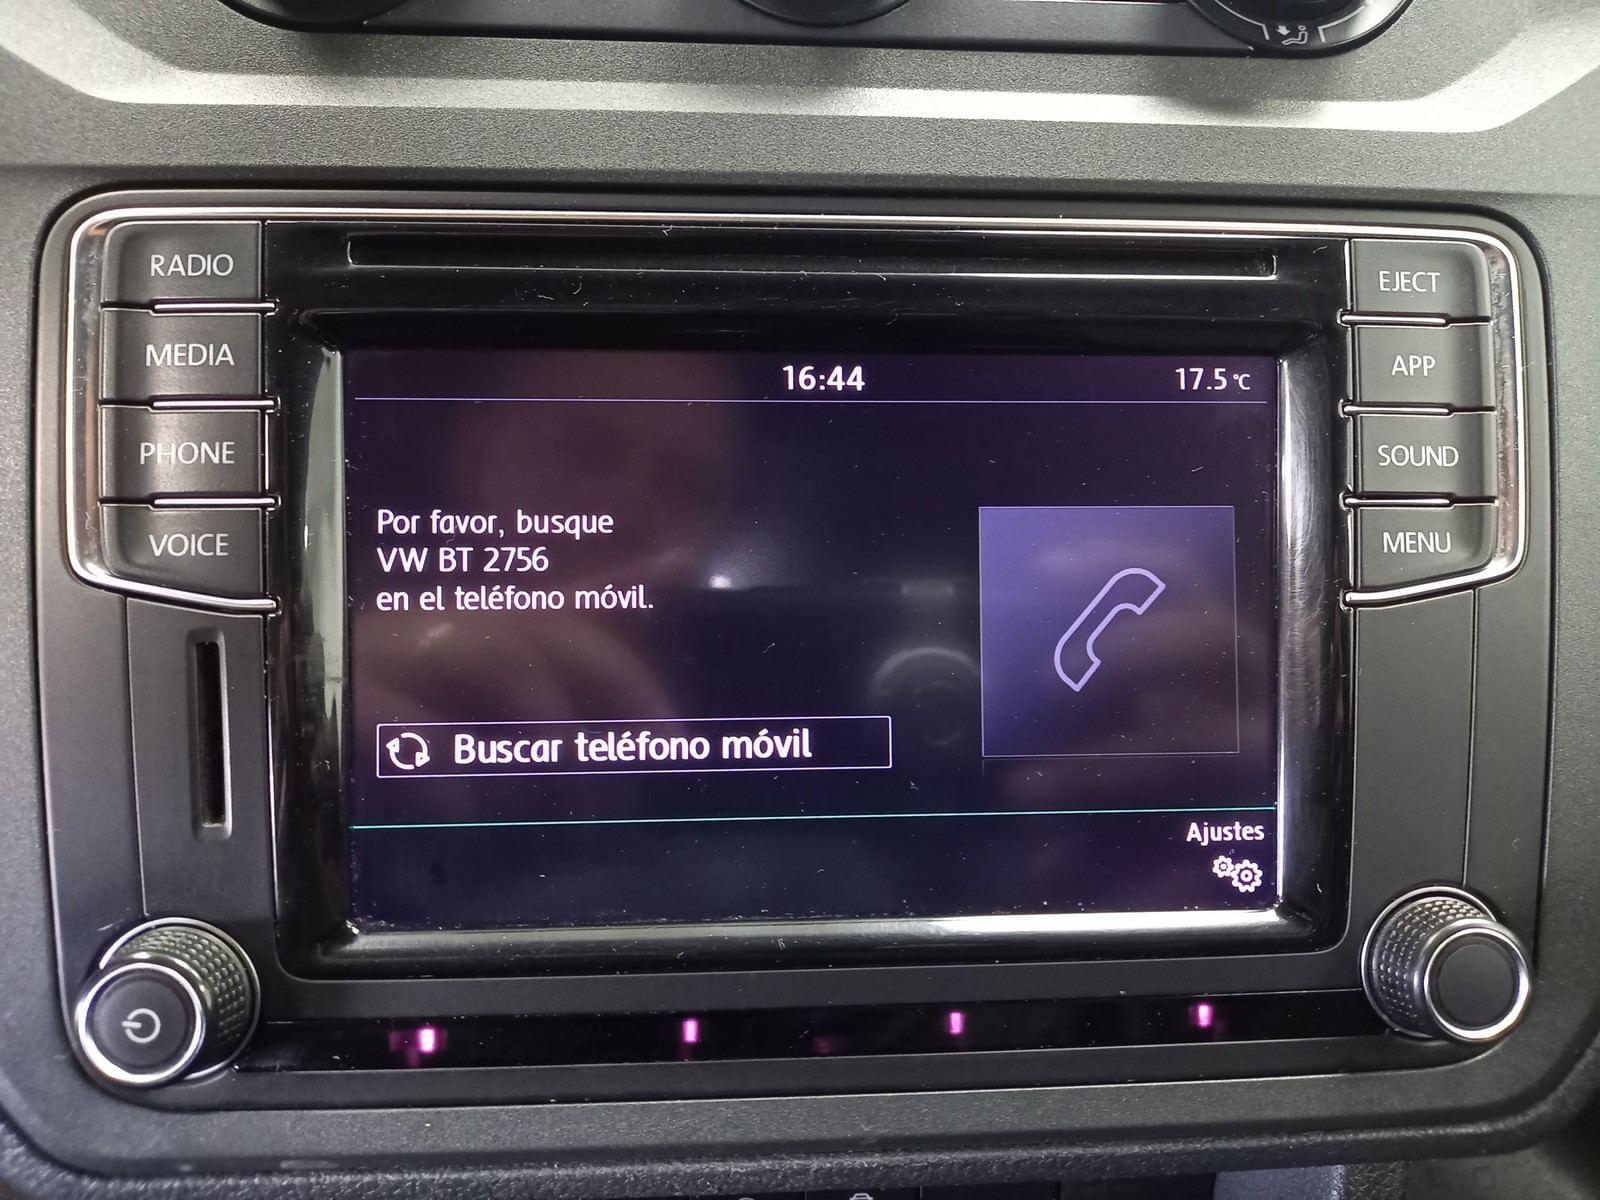 RADIO
MEDIA
PHONE
VOICE
EJECT
APP
SOUND
MENU
16:44
17.5 °C
Por favor, busque
VW BT 2756
en el teléfono móvil.
Buscar teléfono móvil
Ajustes